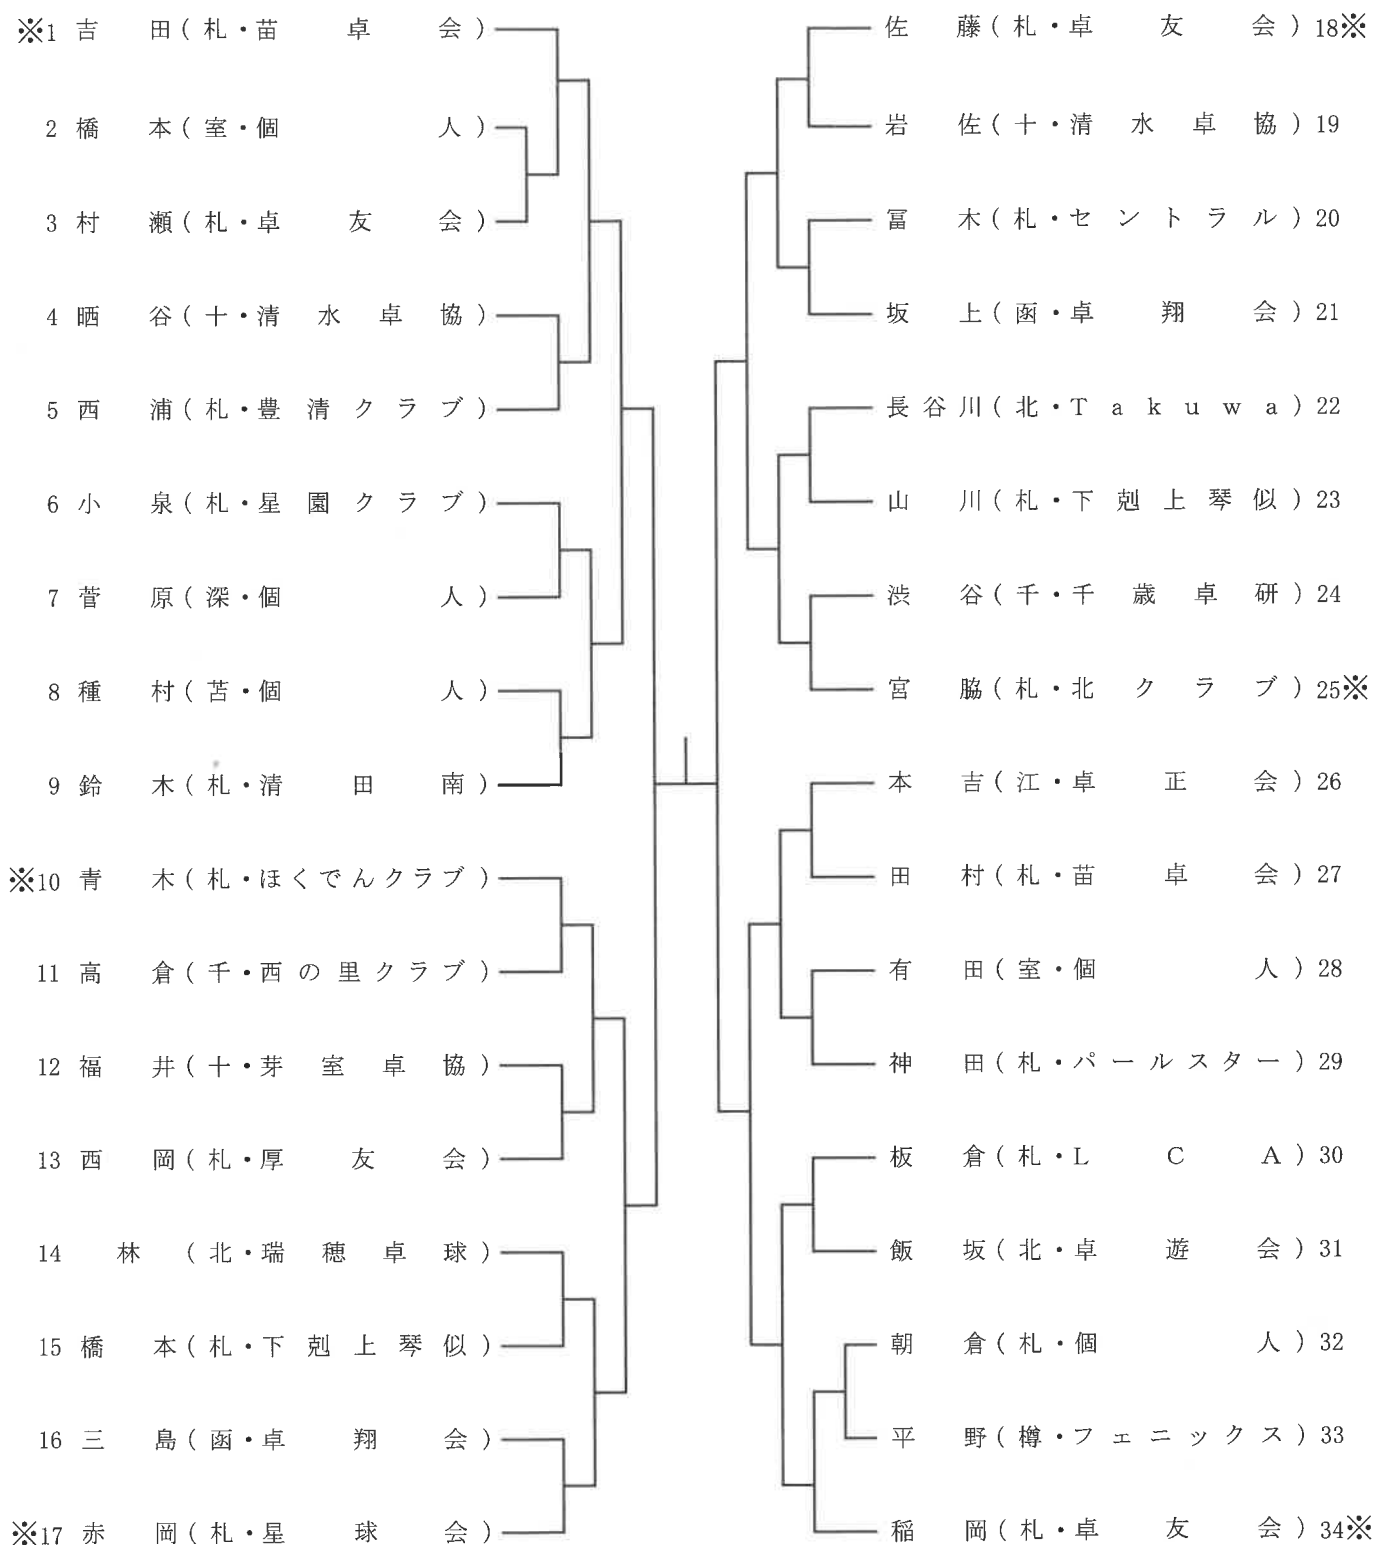 ※1 吉田(札・苗卓会)
2 橋本(室・個人)
3 村瀬(札・卓友会)
4 晒谷(十・清水卓協)
5 西浦(札・豊清クラブ)
6 小泉(札・星園クラブ)
7 菅原(深・個人)
8 種村(苫・個人)
9 鈴木(札・清田南)
※10 青木(札・ほくでんクラブ)
11 高倉(千・西の里クラブ)
12 福井(十・芽室卓協)
13 西岡(札・厚友会)
14 林(北・瑞穂卓球)
15 橋本(札・下剋上琴似)
16 三島(函・卓翔会)
※17 赤岡(札・星球会)
佐藤(札・卓友会)18※
岩佐(十・清水卓協)19
冨木(札・セントラル)20
坂上(函・卓翔会)21
長谷川(北・Takuwa)22
山川(札・下剋上琴似)23
渋谷(千・千歳卓研)24
宮脇(札・北クラブ)25※
本吉(江・卓正会)26
田村(札・苗卓会)27
有田(室・個人)28
神田(札・パールスター)29
板倉(札・LCA)30
飯坂(北・卓遊会)31
朝倉(札・個人)32
平野(樽・フェニックス)33
稲岡(札・卓友会)34※